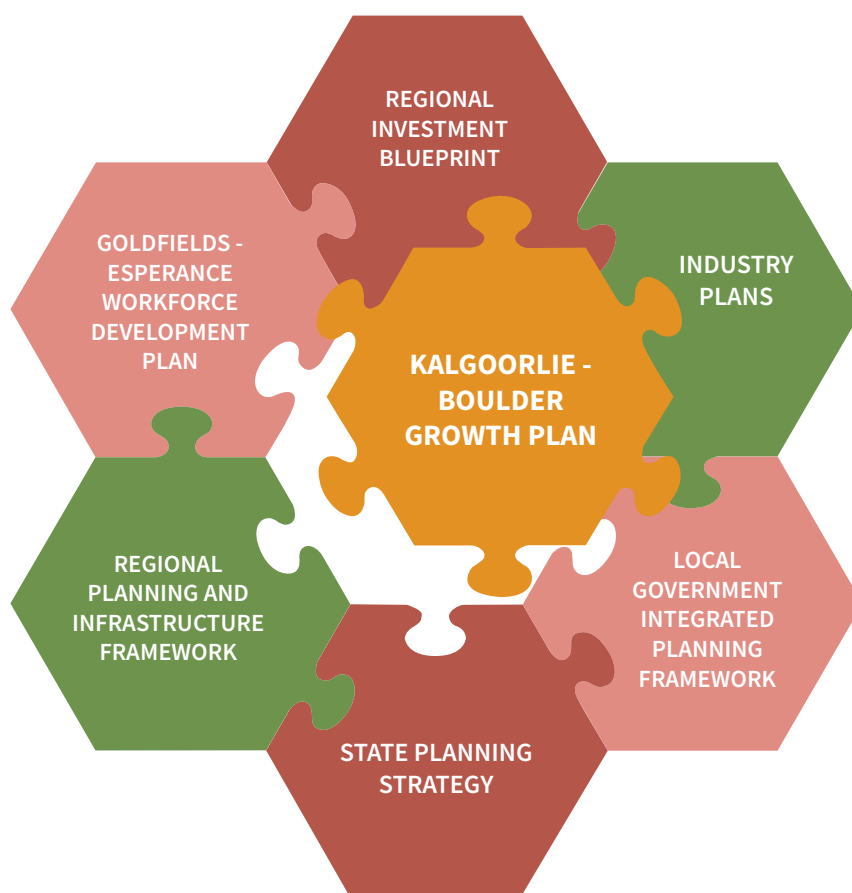 REGIONAL
INVESTMENT
BLUEPRINT
GOLDFIELDS -
ESPERANCE
WORKFORCE
DEVELOPMENT
PLAN
INDUSTRY
PLANS
KALGOORLIE -
BOULDER
GROWTH PLAN
REGIONAL
PLANNING AND
INFRASTRUCTURE
FRAMEWORK
LOCAL
GOVERNMENT
INTEGRATED
PLANNING
FRAMEWORK
STATE PLANNING
STRATEGY